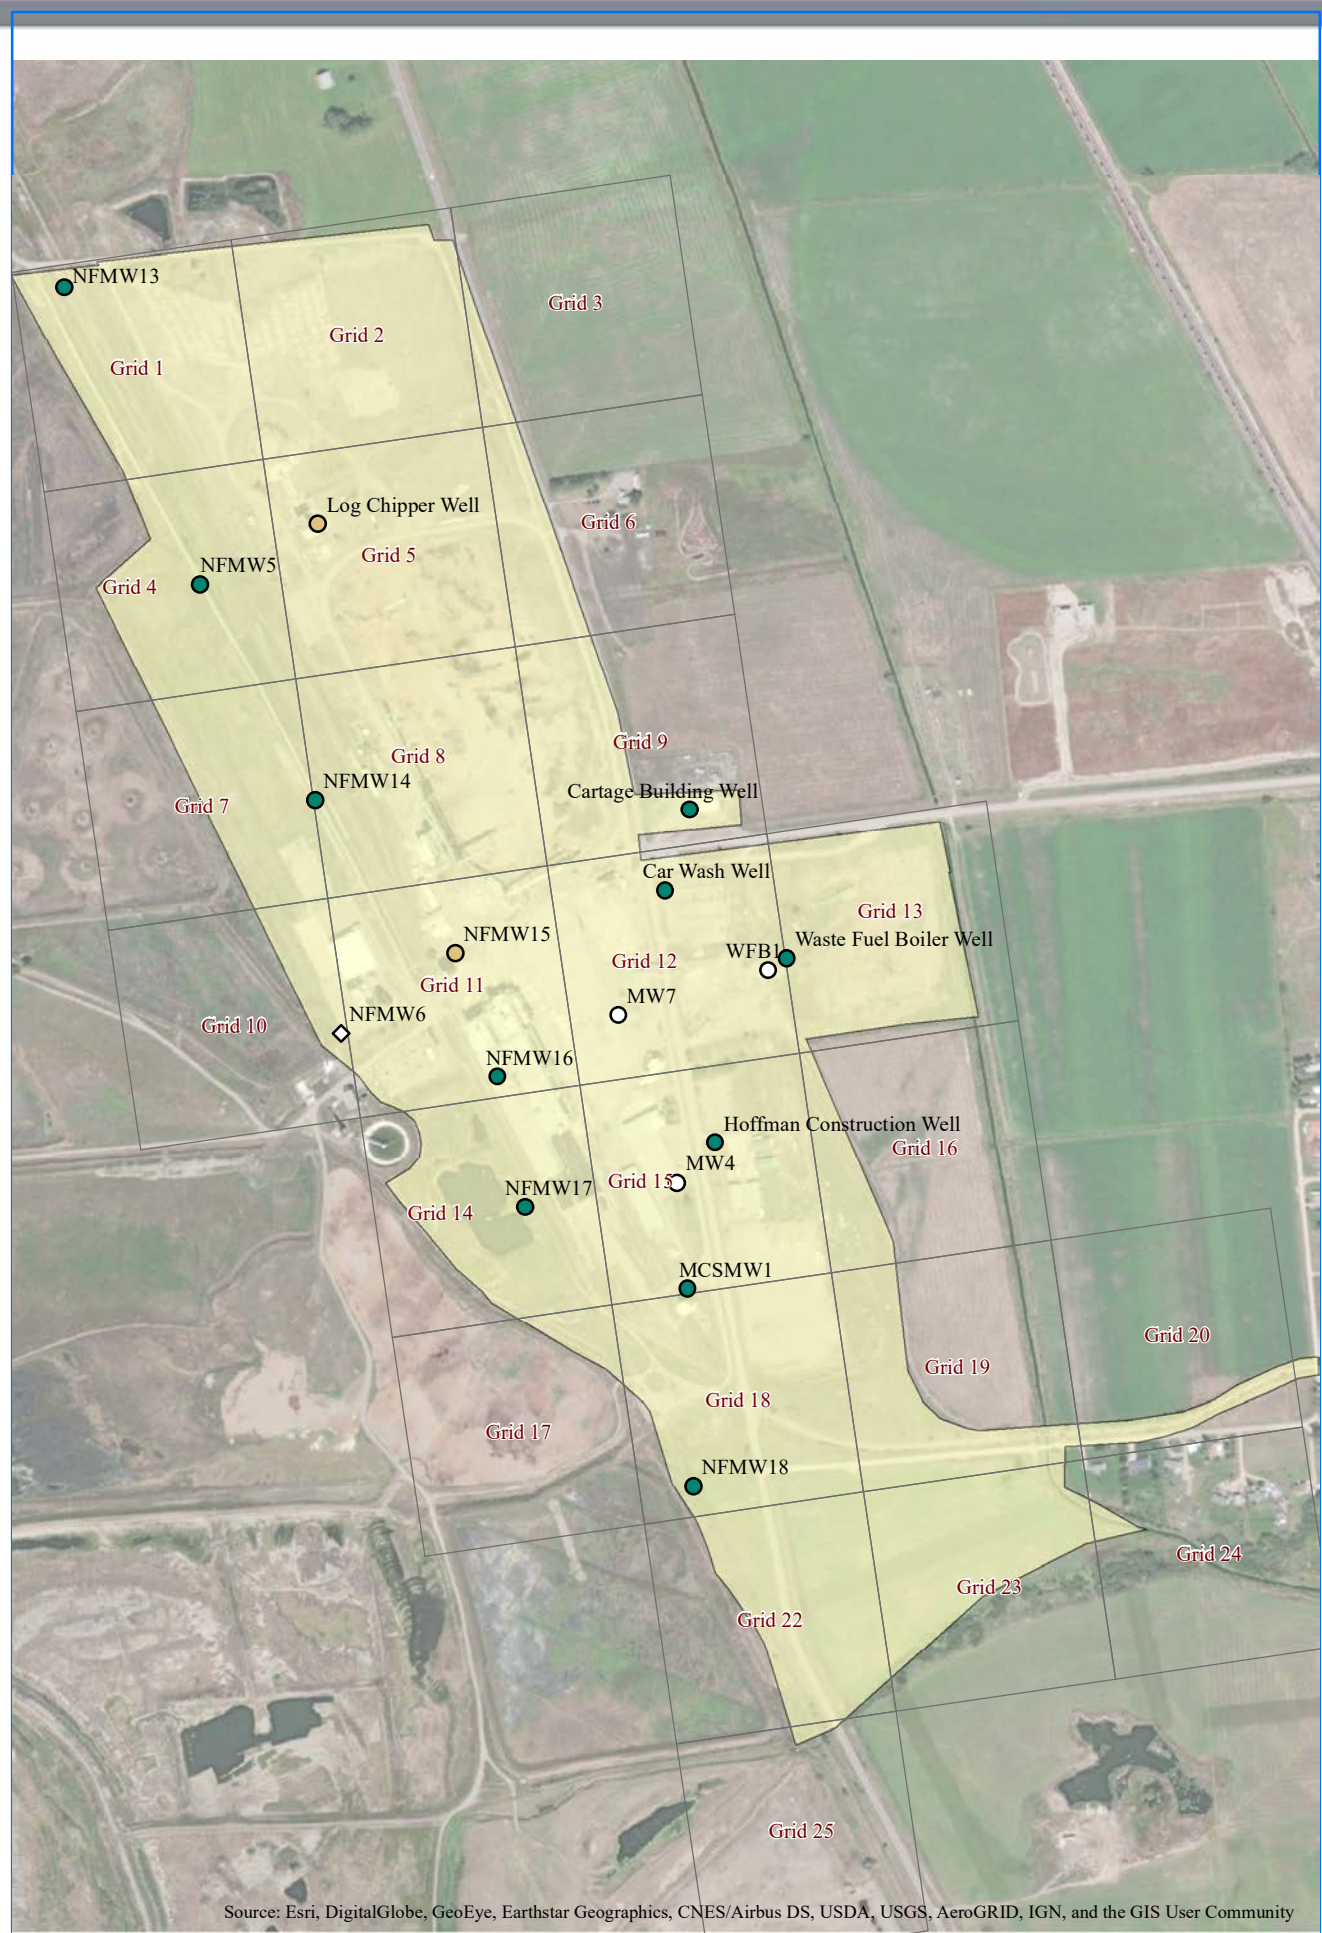 NFMW13
Grid 3
Grid 2
Grid 1
Log Chipper Well
Grid 6
Grid 5
NFMW5
Grid 4
Grid 9
Grid 8
NFMW14
Cartage Building Well
Grid 7
Car Wash Well
Grid 13
NFMW15
Waste Fuel Boiler Well
WFB1
Grid 12
Grid 11
MW7
NFMW6
Grid 10
NFMW16
Hoffman Construction Well
Grid 16
MW4
Grid 15
NFMW17
Grid 14
MCSMW1
Grid 20
Grid 19
Grid 18
Grid 17
NFMW18
Grid 24
Grid 23
Grid 22
Grid 25
Source: Esri, DigitalGlobe, GeoEye, Earthstar Geographics, CNES/Airbus DS, USDA, USGS, AeroGRID, IGN, and the GIS User Community